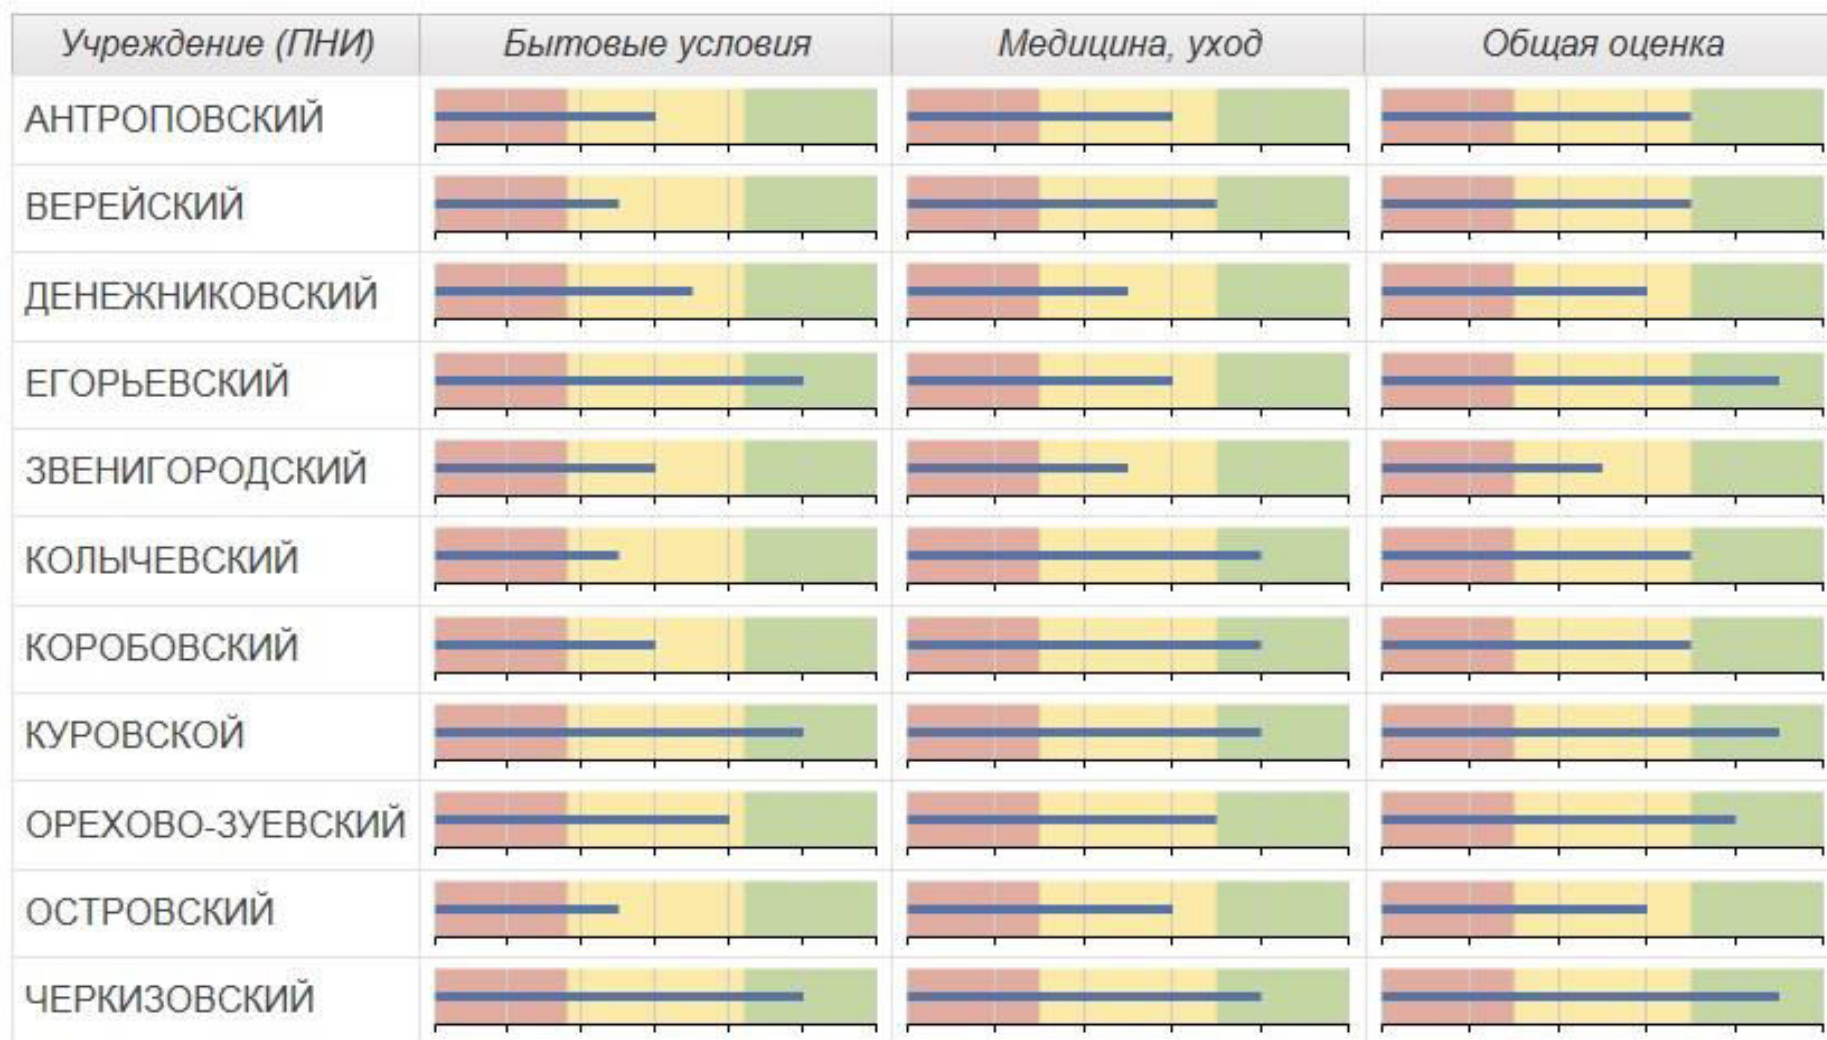 Учреждение (ПНИ) Бытовые условия Медицина, уход Общая оценка
АНТРОПОВСКИЙ
ВЕРЕЙСКИЙ
ДЕНЕЖНИКОВСКИЙ
ЕГОРЬЕВСКИЙ
ЗВЕНИГОРОДСКИЙ
КОЛЫЧЕВСКИЙ
КОРОБОВСКИЙ
КУРОВСКОЙ
ОРЕХОВО-ЗУЕВСКИЙ
ОСТРОВСКИЙ
ЧЕРКИЗОВСКИЙ